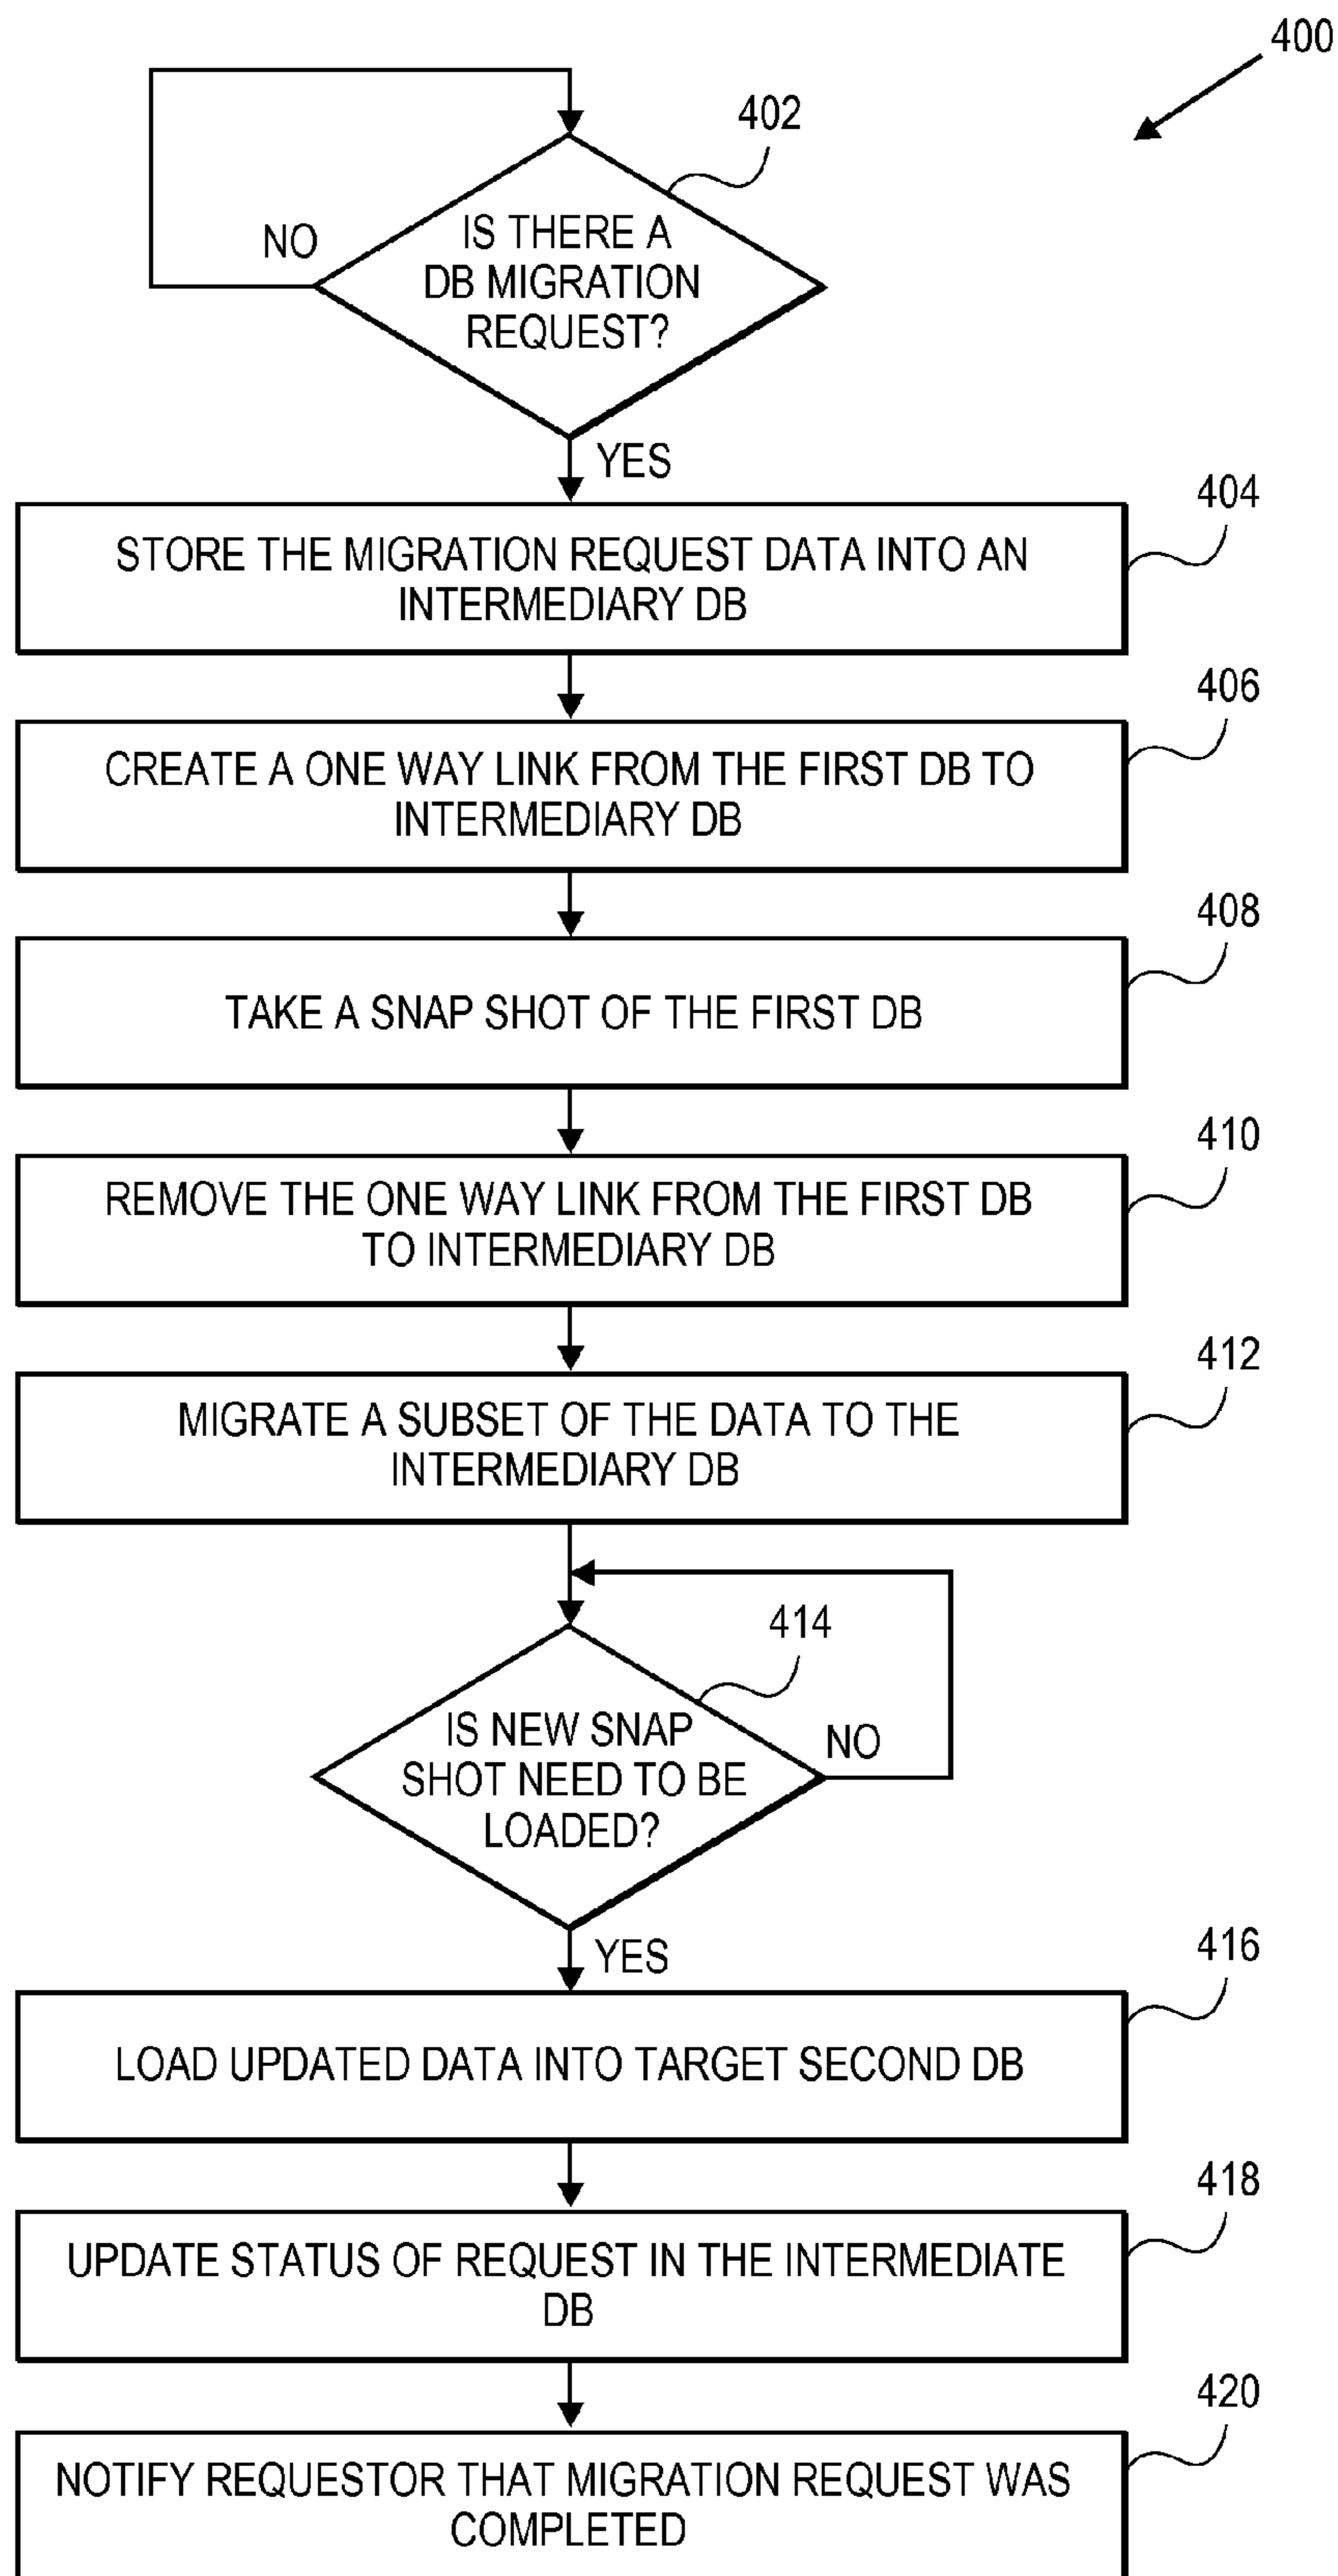 400
402
IS THERE A
DB MIGRATION
REQUEST?
NO
YES
404
STORE THE MIGRATION REQUEST DATA INTO AN
INTERMEDIARY DB
406
CREATE A ONE WAY LINK FROM THE FIRST DB TO
INTERMEDIARY DB
408
TAKE A SNAP SHOT OF THE FIRST DB
410
REMOVE THE ONE WAY LINK FROM THE FIRST DB
TO INTERMEDIARY DB
412
MIGRATE A SUBSET OF THE DATA TO THE
INTERMEDIARY DB
414
IS NEW SNAP
SHOT NEED TO BE
LOADED?
NO
YES
416
LOAD UPDATED DATA INTO TARGET SECOND DB
418
UPDATE STATUS OF REQUEST IN THE INTERMEDIATE
DB
420
NOTIFY REQUESTOR THAT MIGRATION REQUEST WAS
COMPLETED